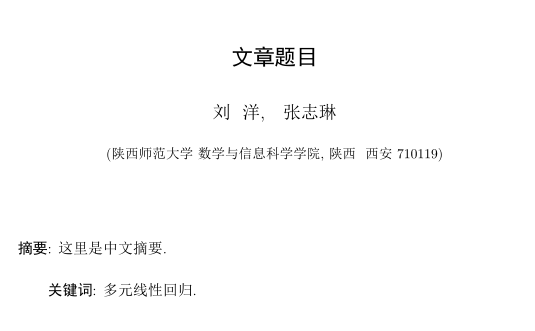 文章题目
刘 洋, 张志琳
(陕西师范大学 数学与信息科学学院, 陕西 西安 710119)
摘要: 这里是中文摘要.
关键词: 多元线性回归.